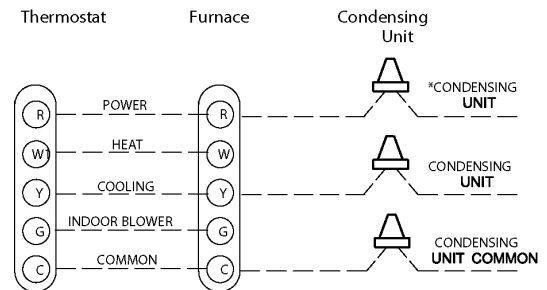 Thermostat Furnace Condensing
Unit
*CONDENSING
UNIT
R POWER R
W1 HEAT W
CONDENSING
UNIT
Y COOLING Y
G INDOOR BLOWER G
CONDENSING
UNIT COMMON
C COMMON C